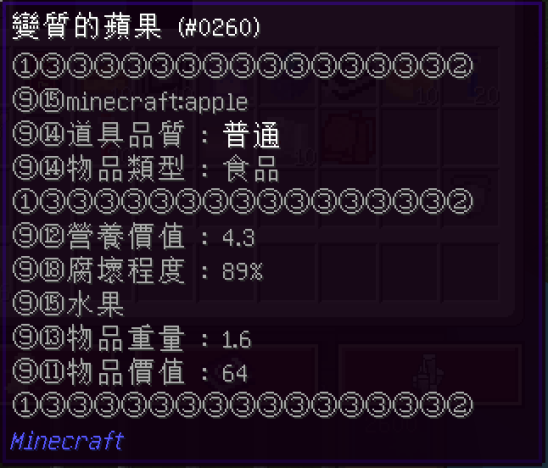 變質的蘋果 (#0260)
①③③③③③③③③③③③③③③③②
⑨⑮minecraft:apple
⑨⑭道具品質 : 普通
⑨⑭物品類型 : 食品
①③③③③③③③③③③③③③③③②
⑨⑫營養價值 : 4.3
⑨⑱腐壞程度 : 89%
⑨⑮水果
⑨⑬物品重量 : 1.6
⑨⑪物品價值 : 64
①③③③③③③③③③③③③③③③②
Minecraft